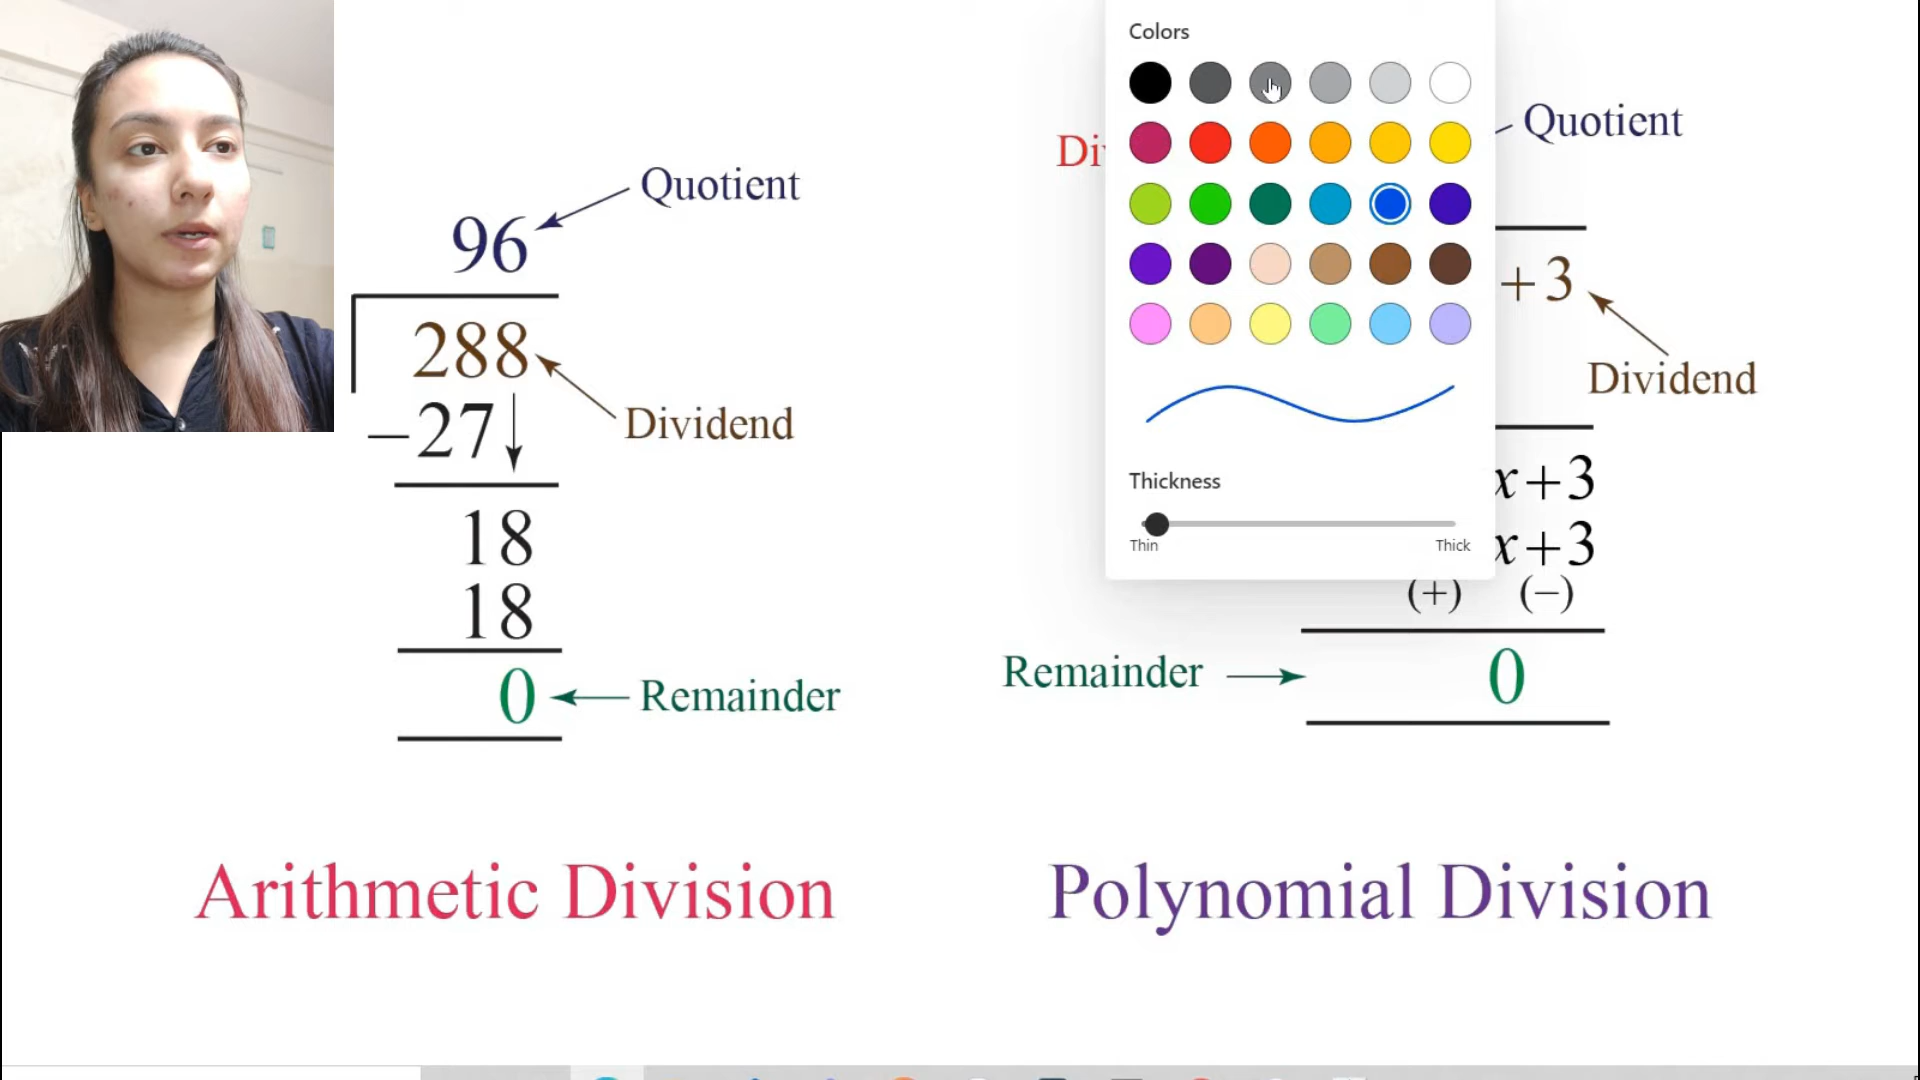 Colors
Quotient
Di
Quotient
96
288
+3
Dividend
Dividend
−27
x+3
Thickness
18
x+3
Thin
Thick
(+) (−)
18
Remainder
0
0
Remainder
Arithmetic Division
Polynomial Division